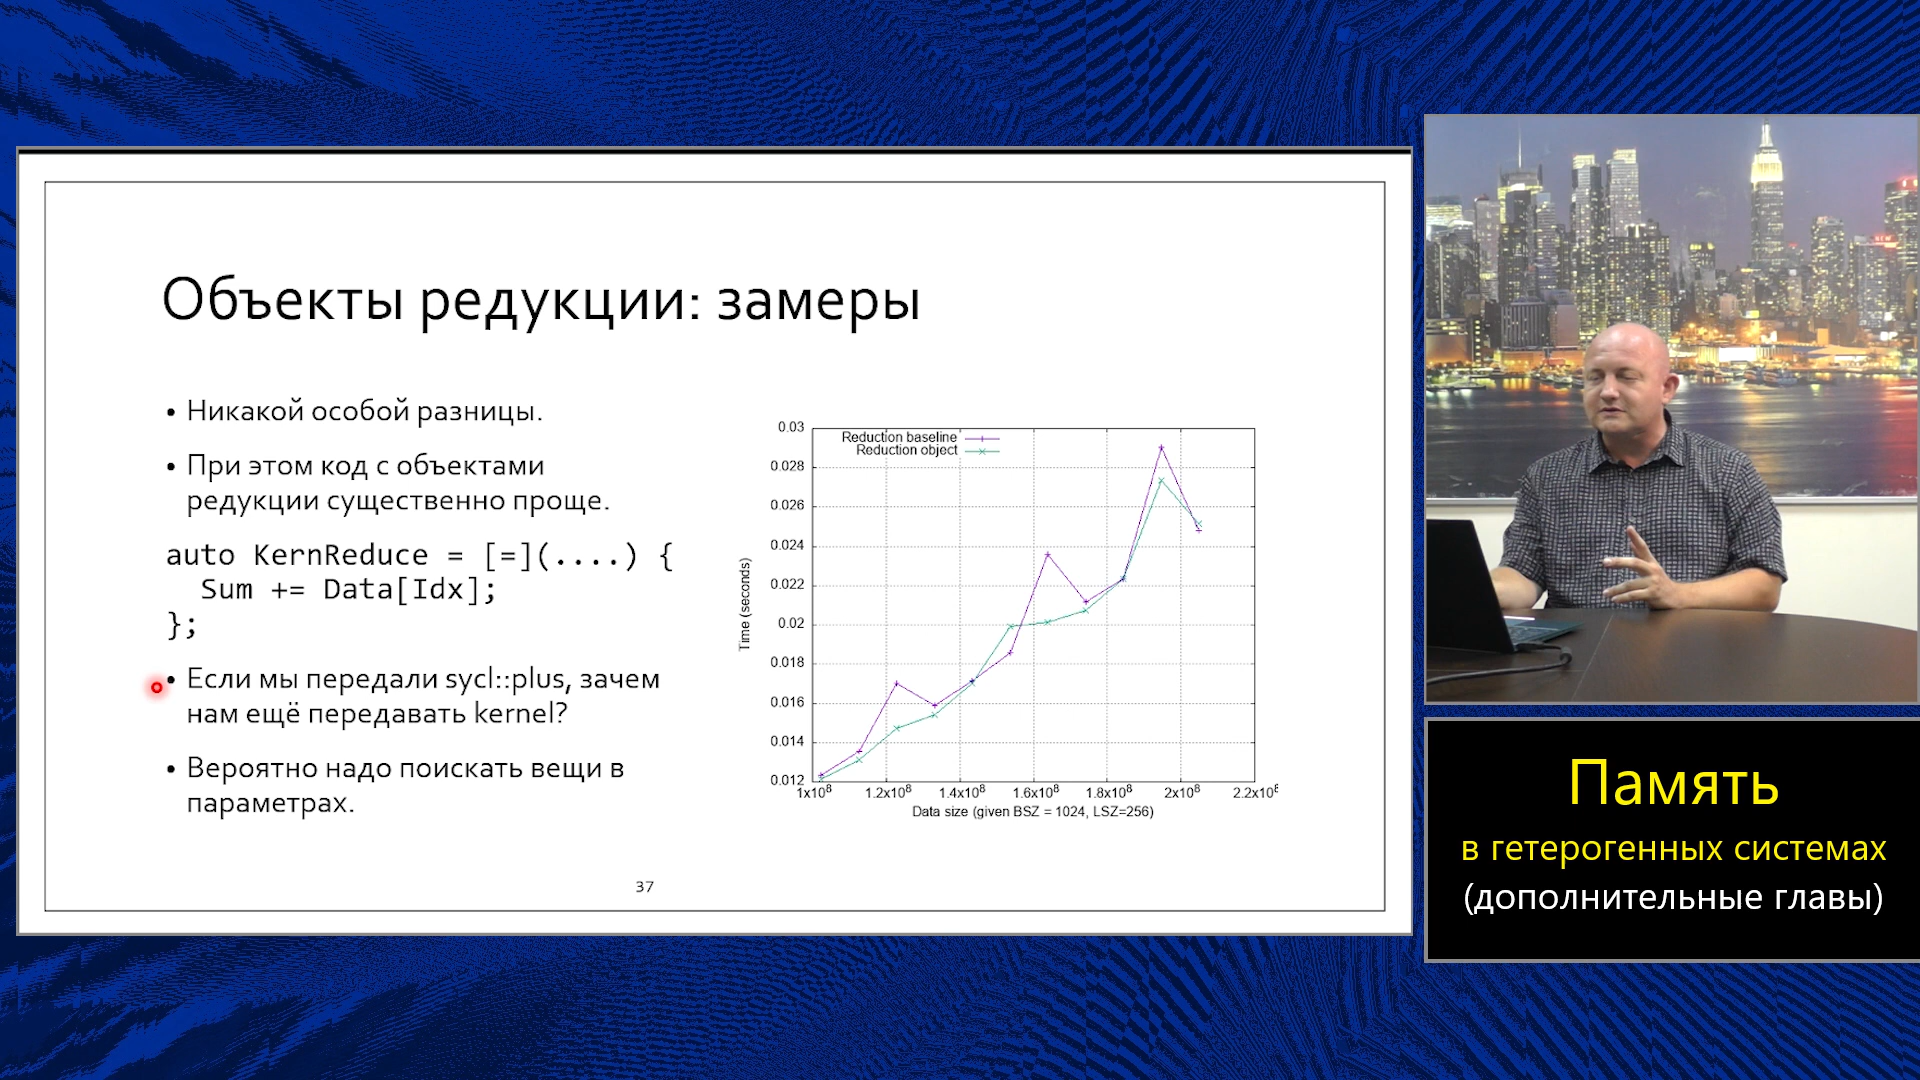 Объекты редукции: замеры
• Никакой особой разницы.
• При этом код с объектами
редукции существенно проще.
auto KernReduce = [=](....) {
Sum += Data[Idx];
};
• Если мы передали sycl::plus, зачем
нам ещё передавать kernel?
• Вероятно надо поискать вещи в
параметрах.
Reduction baseline
Reduction object
0.03
0.028
0.026
0.024
0.022
0.02
0.018
0.016
0.014
0.012
Time (seconds)
1x10⁸ 1.2x10⁸ 1.4x10⁸ 1.6x10⁸ 1.8x10⁸ 2x10⁸ 2.2x10⁸
Data size (given BSZ = 1024, LSZ=256)
37
Память
в гетерогенных системах
(дополнительные главы)